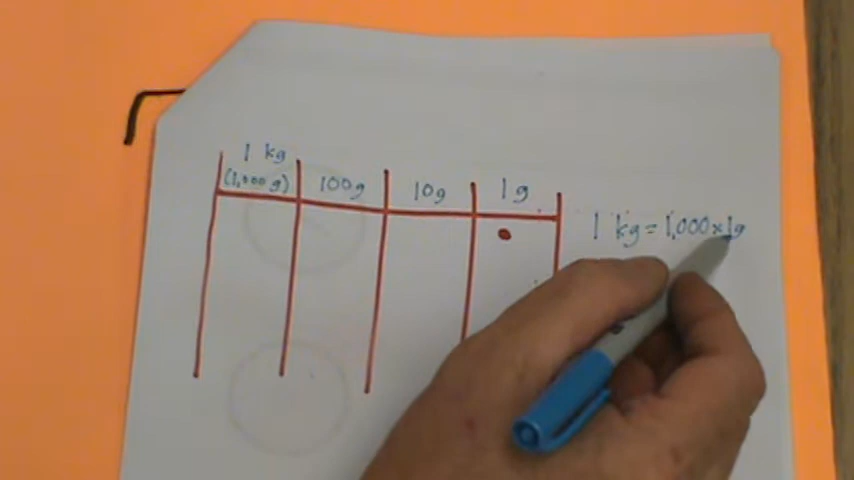 1 kg
(1,000 g) 100g 10g 1g
1 kg = 1,000 x 1g